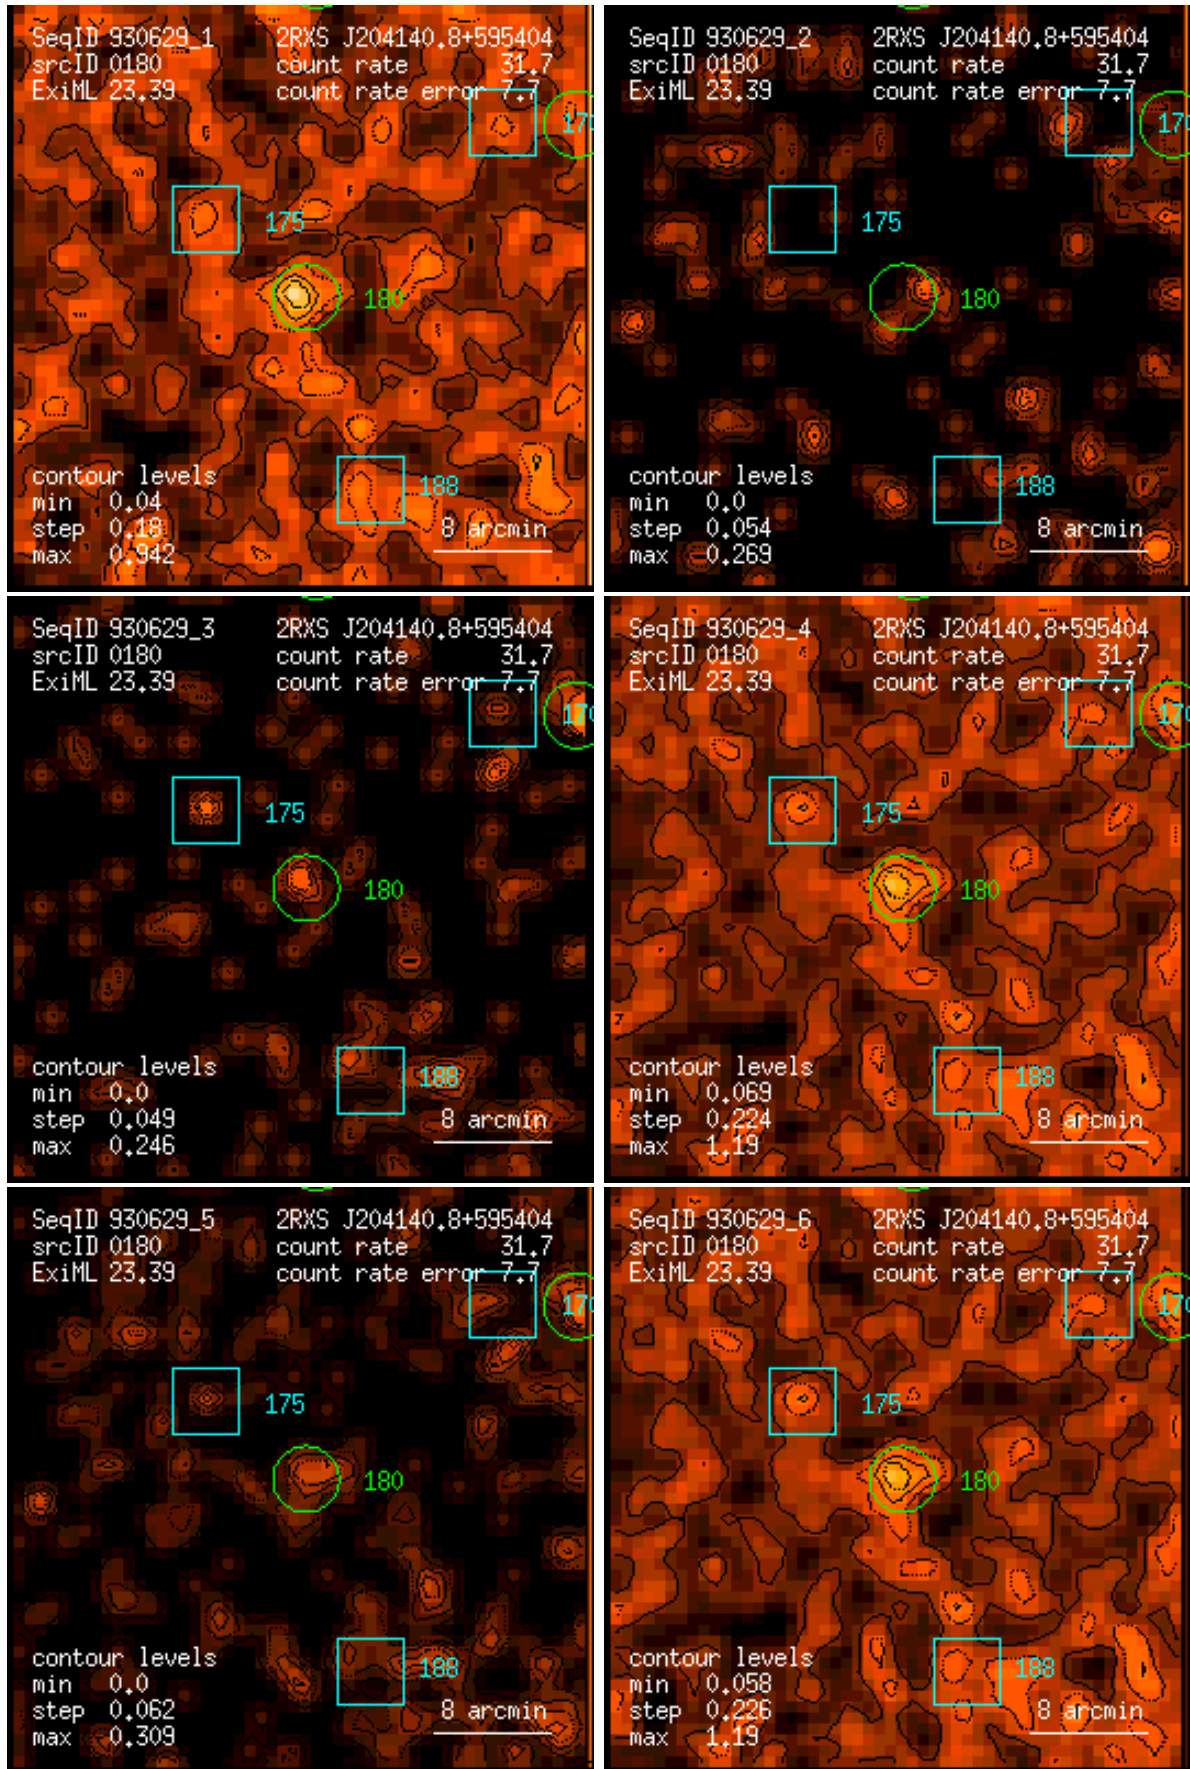 SeqID 930629_1 2RXS J204140.8+595404
srcID 0180 count rate 31.7
ExiML 23.39 count rate error 7.7
170
175
180
contour levels
min 0.04
188
step 0.18
8 arcmin
max 0.942
SeqID 930629_2 2RXS J204140.8+595404
srcID 0180 count rate 31.7
ExiML 23.39 count rate error 7.7
170
175
180
contour levels
min 0.0
188
step 0.054
8 arcmin
max 0.269
SeqID 930629_3 2RXS J204140.8+595404
srcID 0180 count rate 31.7
ExiML 23.39 count rate error 7.7
170
175
180
contour levels
min 0.0
188
step 0.049
8 arcmin
max 0.246
SeqID 930629_4 2RXS J204140.8+595404
srcID 0180 count rate 31.7
ExiML 23.39 count rate error 7.7
170
175
180
contour levels
min 0.069
188
step 0.224
8 arcmin
max 1.19
SeqID 930629_5 2RXS J204140.8+595404
srcID 0180 count rate 31.7
ExiML 23.39 count rate error 7.7
170
175
180
contour levels
min 0.0
188
step 0.062
8 arcmin
max 0.309
SeqID 930629_6 2RXS J204140.8+595404
srcID 0180 count rate 31.7
ExiML 23.39 count rate error 7.7
170
175
180
contour levels
min 0.058
188
step 0.226
8 arcmin
max 1.19